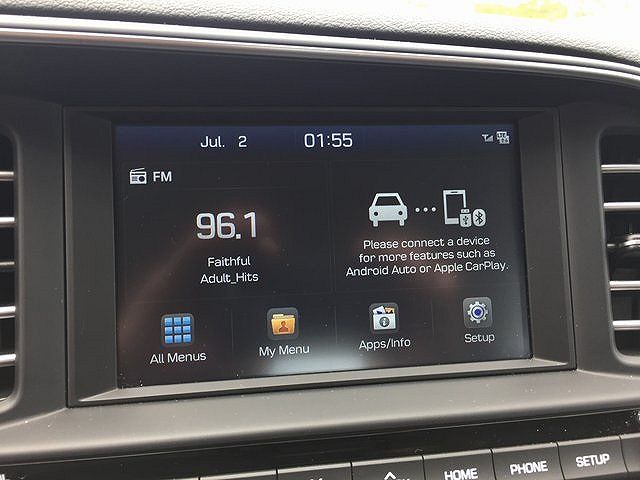 Jul. 2 01:55
FM
96.1
Faithful
Adult_Hits
Please connect a device
for more features such as
Android Auto or Apple CarPlay.
All Menus
My Menu
Apps/Info
Setup
HOME
PHONE
SETUP